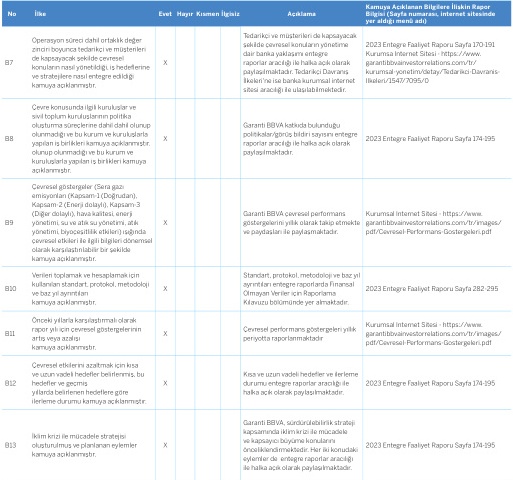 No İlke Evet Hayır Kısmen İlgisiz Açıklama Kamuya Açıklanan Bilgilere İlişkin Rapor
Bilgisi (Sayfa numarası, internet sitesinde
yer aldığı menü adı)
B7
Operasyon süreci dahil ortaklık değer
zinciri boyunca tedarikçi ve müşterileri
de kapsayacak şekilde çevresel
konuların nasıl yönetildiği, iş hedeflerine
ve stratejilere nasıl entegre edildiği
kamuya açıklanmıştır.
X
Tedarikçi ve müşterileri de kapsayacak
şekilde çevresel konuların yönetime
dair banka yaklaşımı entegre
raporlar aracılığı ile halka açık olarak
paylaşılmaktadır. Tedarikçi Davranış
İlkeleri'ne ise banka kurumsal internet
sitesi aracılığı ile ulaşılabilmektedir.
2023 Entegre Faaliyet Raporu Sayfa 170-191
Kurumsa Internet Sitesi - https://www.
garantibbvainvestorrelations.com/tr/
kurumsal-yonetim/detay/Tedarikci-Davranis-
Ilkeleri/1547/7095/0
B8
Çevre konusunda ilgili kuruluşlar ve
sivil toplum kuruluşlarının politika
oluşturma süreçlerine dahil dahil olunup
olunmadığı ve bu kurum ve kuruluşlarla
yapılan iş birlikleri kamuya açıklanmıştır.
olunup olunmadığı ve bu kurum ve
kuruluşlarla yapılan iş birlikleri kamuya
açıklanmıştır.
X
Garanti BBVA katkıda bulunduğu
politikalar/görüş bildiri sayısını entegre
raporlar aracılığı ile halka açık olarak
paylaşılmaktadır.
2023 Entegre Faaliyet Raporu Sayfa 174-195
B9
Çevresel göstergeler (Sera gazı
emisyonları (Kapsam-1 (Doğrudan),
Kapsam-2 (Enerji dolaylı), Kapsam-3
(Diğer dolaylı), hava kalitesi, enerji
yönetimi, su ve atık su yönetimi, atık
yönetimi, biyoçeşitlilik etkileri) ışığında
çevresel etkileri ile ilgili bilgileri dönemsel
olarak karşılaştırılabilir bir şekilde
kamuya açıklamıştır.
X
Garanti BBVA çevresel performans
göstergelerini yıllık olarak takip etmekte
ve paydaşları ile paylaşmaktadır.
Kurumsal Internet Sitesi - https://www.
garantibbvainvestorrelations.com/tr/images/
pdf/Cevresel-Performans-Gostergeleri.pdf
B10
Verileri toplamak ve hesaplamak için
kullanılan standart, protokol, metodoloji
ve baz yıl ayrıntıları
kamuya açıklanmıştır.
X
Standart, protokol, metodoloji ve baz yıl
ayrıntıları entegre raporlarda Finansal
Olmayan Veriler için Raporlama
Kılavuzu bölümünde yer almaktadır.
2023 Entegre Faaliyet Raporu Sayfa 282-295
B11
Önceki yıllarla karşılaştırmalı olarak
rapor yılı için çevresel göstergelerinin
artış veya azalışı
kamuya açıklanmıştır.
X
Çevresel performans göstergeleri yıllık
periyotta raporlanmaktadır
Kurumsal Internet Sitesi - https://www.
garantibbvainvestorrelations.com/tr/images/
pdf/Cevresel-Performans-Gostergeleri.pdf
B12
Çevresel etkilerini azaltmak için kısa
ve uzun vadeli hedefler belirlenmiş, bu
hedefler ve geçmiş
yıllarda belirlenen hedeflere göre
ilerleme durumu kamuya açıklanmıştır.
X
Kısa ve uzun vadeli hedefler ve ilerleme
durumu entegre raporlar aracılığı ile
halka açık olarak paylaşılmaktadır.
2023 Entegre Faaliyet Raporu Sayfa 174-195
B13
İklim krizi ile mücadele stratejisi
oluşturulmuş ve planlanan eylemler
kamuya açıklanmıştır.
X
Garanti BBVA, sürdürülebilirlik strateji
kapsamında iklim krizi ile mücadele
ve kapsayıcı büyüme konularını
önceliklendirmektedir. Her iki konudaki
eylemler de entegre raporlar aracılığı
ile halka açık olarak paylaşılmaktadır.
2023 Entegre Faaliyet Raporu Sayfa 174-195